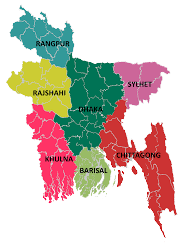 RANGPUR
RAJSHAHI
SYLHET
DHAKA
KHULNA
CHITTAGONG
BARISAL